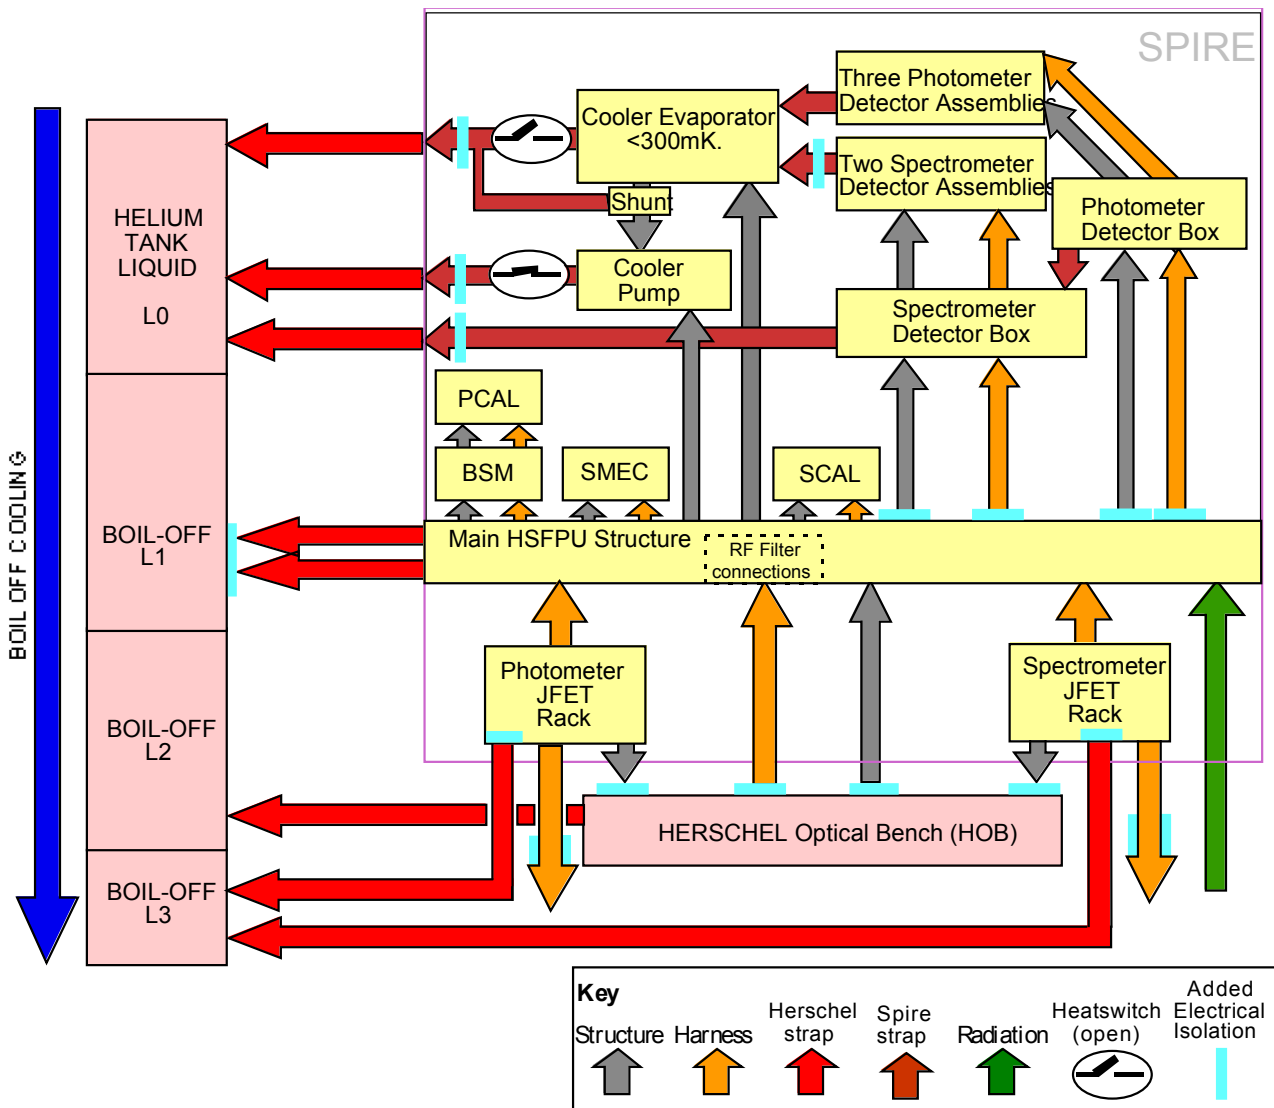 SPIRE
Three Photometer
Detector Assemblies
Cooler Evaporator
<300mK.
Two Spectrometer
Detector Assemblies
Shunt
Photometer
Detector Box
HELIUM
TANK
LIQUID
L0
Cooler
Pump
Spectrometer
Detector Box
PCAL
BSM
SMEC
SCAL
BOIL OFF COOLING
BOIL-OFF
L1
Main HSFPU Structure
RF Filter
connections
Photometer
JFET
Rack
Spectrometer
JFET
Rack
BOIL-OFF
L2
HERSCHEL Optical Bench (HOB)
BOIL-OFF
L3
Key
Structure
Harness
Herschel
strap
Spire
strap
Radiation
Heatswitch
(open)
Added
Electrical
Isolation